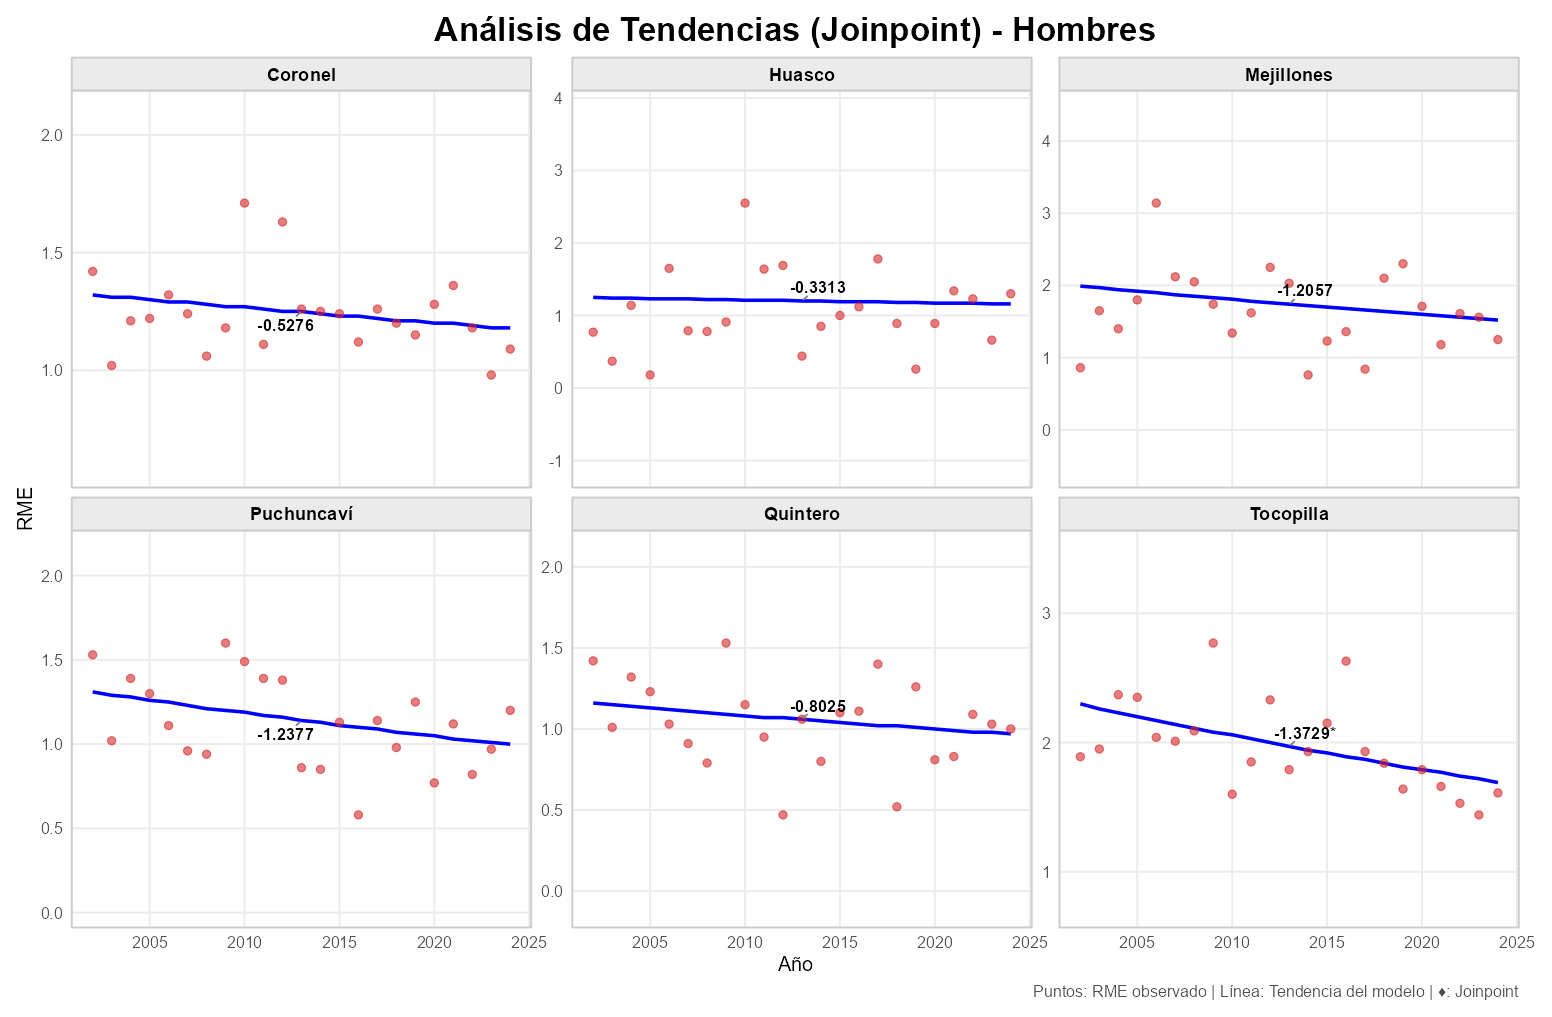 Análisis de Tendencias (Joinpoint) - Hombres
Coronel
Huasco
Mejillones
2.0
1.5
1.0
-0.5276
4
3
2
1
0
-1
-0.3313
4
3
2
1
0
-1.2057
RME
Puchuncaví
Quintero
Tocopilla
2.0
1.5
1.0
0.5
0.0
-1.2377
2.0
1.5
1.0
0.5
0.0
-0.8025
3
2
1
-1.3729*
2005 2010 2015 2020 2025
2005 2010 2015 2020 2025
2005 2010 2015 2020 2025
Año
Puntos: RME observado | Línea: Tendencia del modelo | ♦: Joinpoint